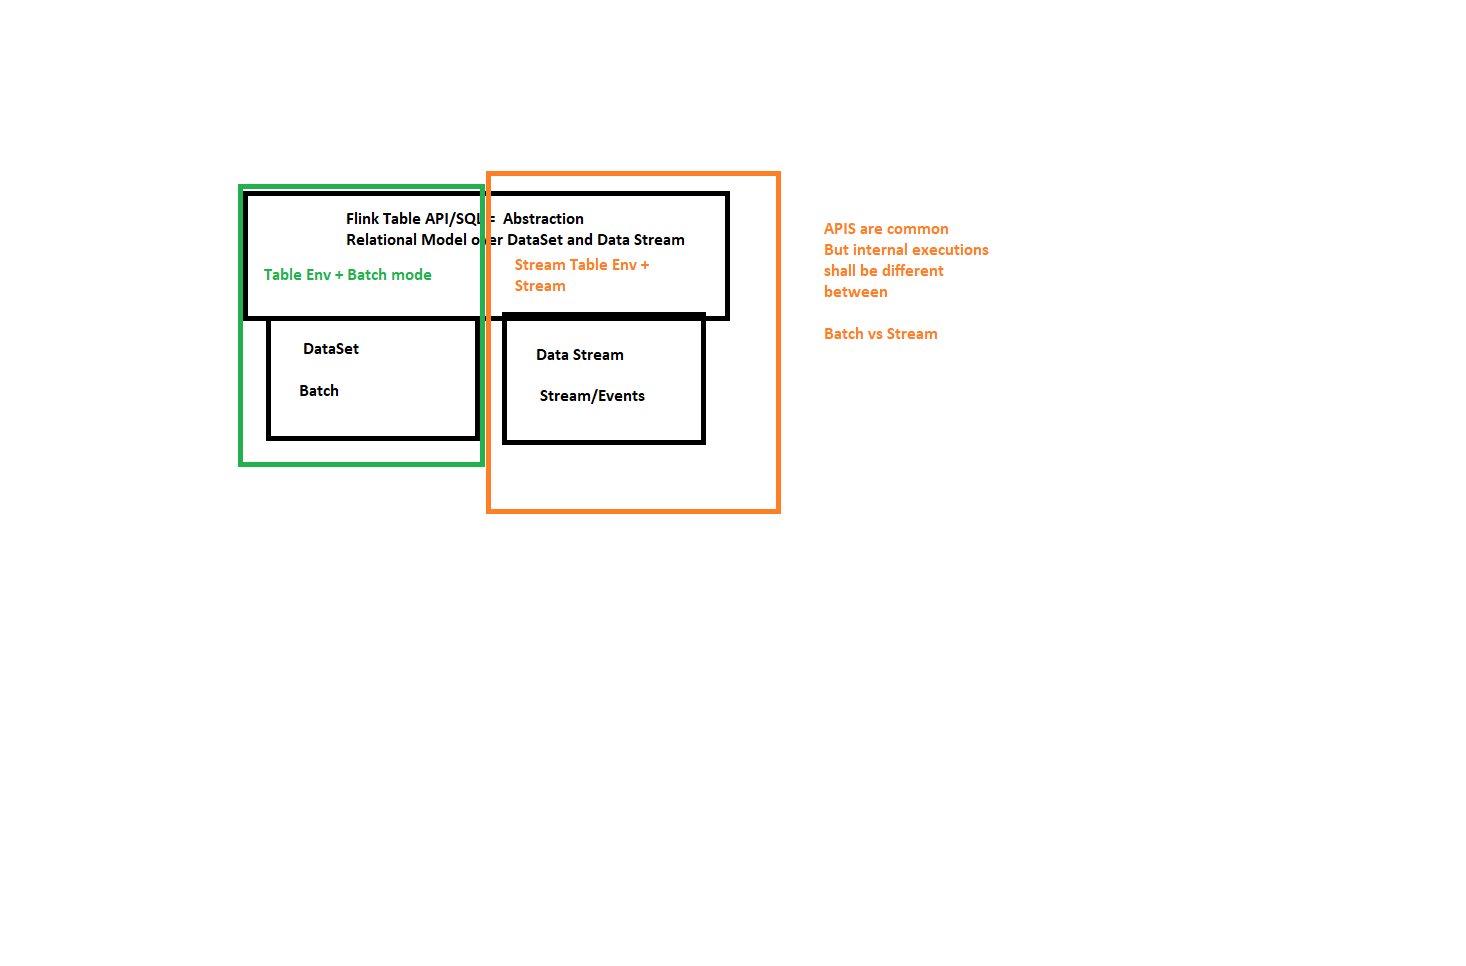 Flink Table API/SQL = Abstraction
Relational Model over DataSet and Data Stream
Table Env + Batch mode
Stream Table Env +
Stream
DataSet
Batch
Data Stream
Stream/Events
APIS are common
But internal executions
shall be different
between
Batch vs Stream